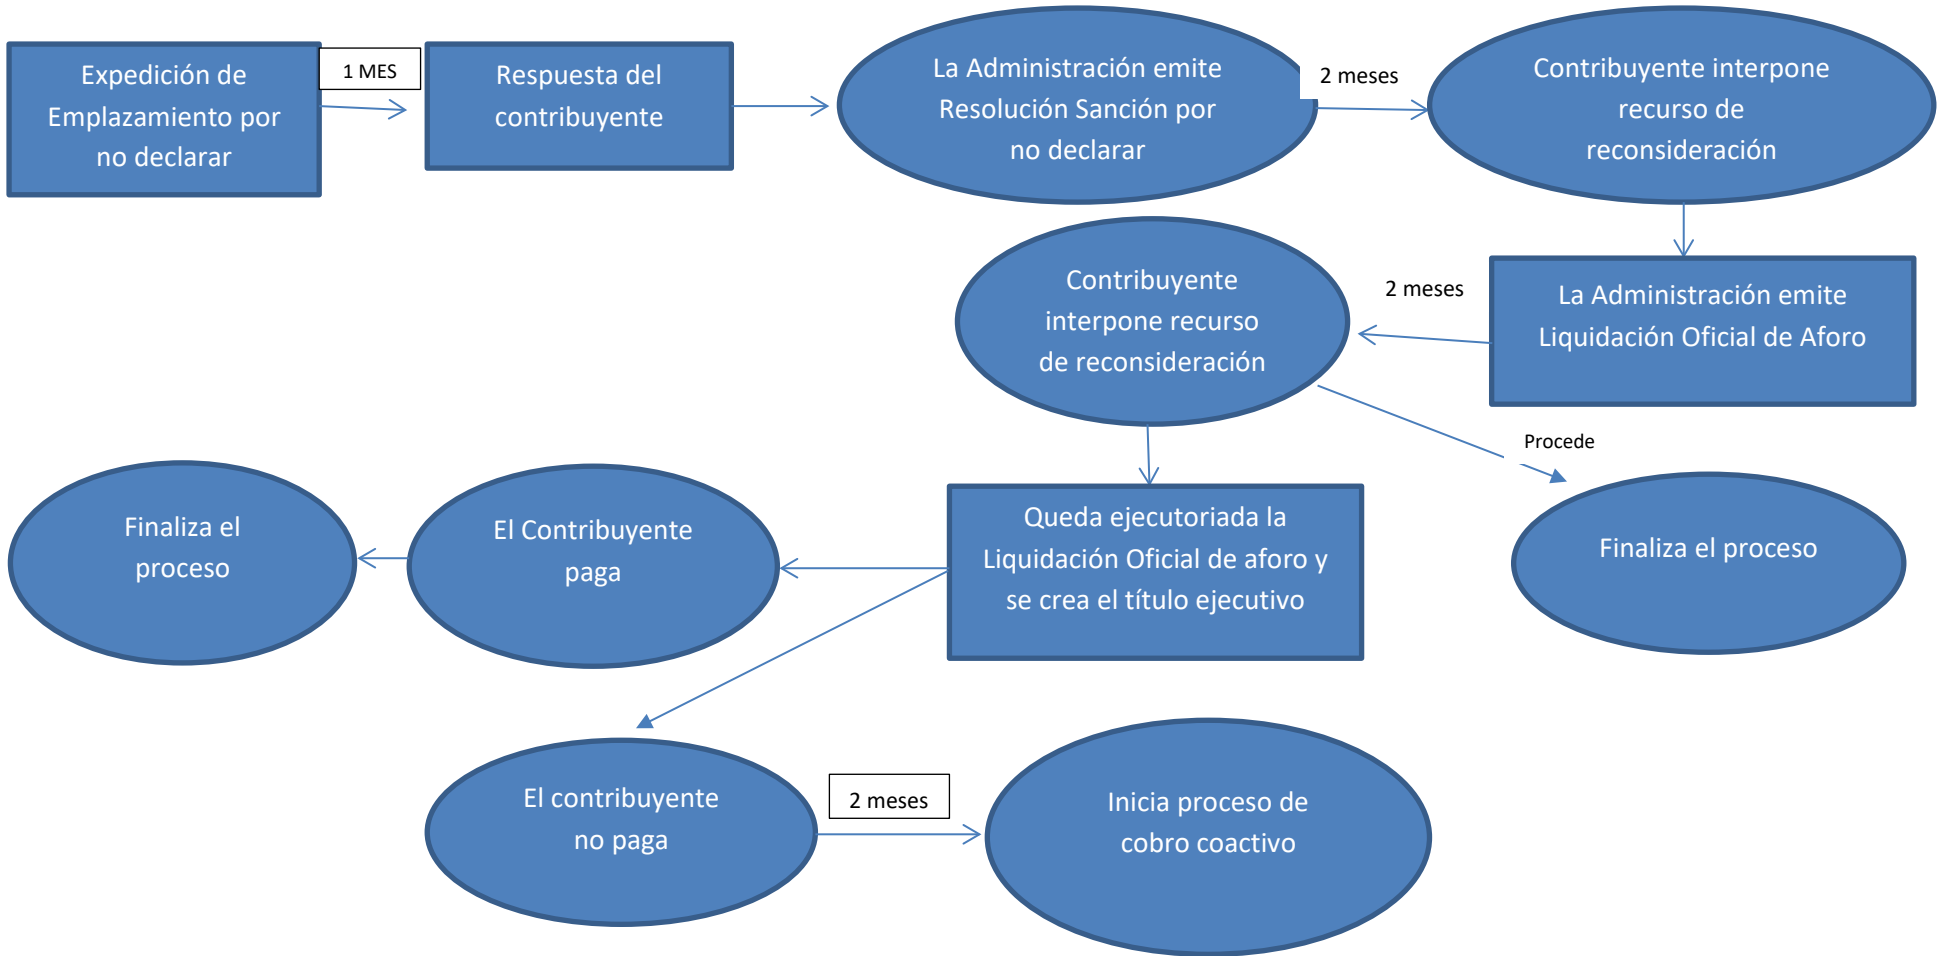 Expedición de
Emplazamiento por
no declarar
1 MES
Respuesta del
contribuyente
La Administración emite
Resolución Sanción por
no declarar
2 meses
Contribuyente interpone
recurso de
reconsideración
La Administración emite
Liquidación Oficial de Aforo
2 meses
Contribuyente
interpone recurso
de reconsideración
Procede
Finaliza el proceso
Queda ejecutoriada la
Liquidación Oficial de aforo y
se crea el título ejecutivo
El Contribuyente
paga
Finaliza el
proceso
El contribuyente
no paga
2 meses
Inicia proceso de
cobro coactivo